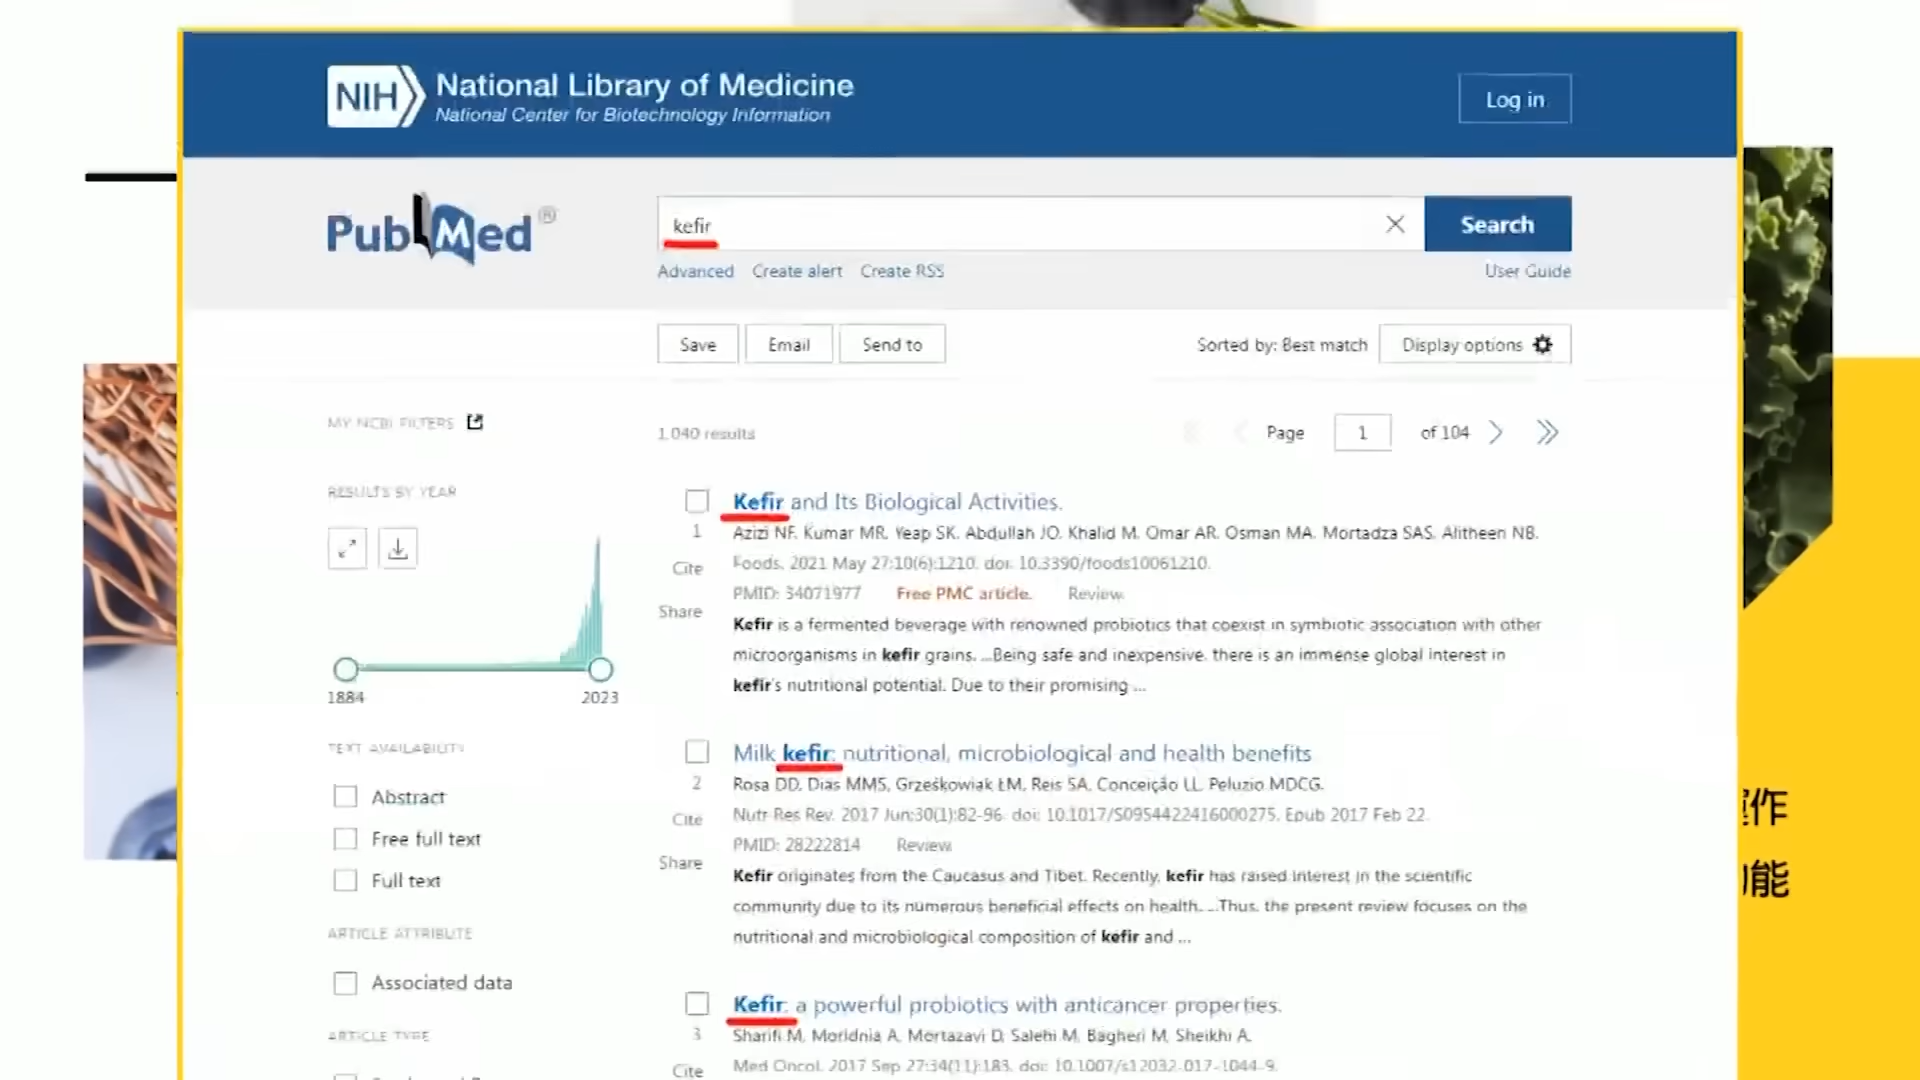 NIH National Library of Medicine
National Center for Biotechnology Information
Log in
PubMed®
kefir
Search
Advanced Create alert Create RSS
User Guide
Save Email Send to
Sorted by: Best match Display options
MY NCBI FILTERS
1,040 results
Page 1 of 104
RESULTS BY YEAR
1884 2023
TEXT AVAILABILITY
Abstract
Free full text
Full text
ARTICLE ATTRIBUTE
Associated data
ARTICLE TYPE
Kefir and Its Biological Activities.
1
Azizi NF, Kumar MR, Yeap SK, Abdullah JO, Khalid M, Omar AR, Osman MA, Mortadza SAS, Alitheen NB.
Cite
Foods. 2021 May 27;10(6):1210. doi: 10.3390/foods10061210.
PMID: 34071977 Free PMC article. Review.
Share
Kefir is a fermented beverage with renowned probiotics that coexist in symbiotic association with other
microorganisms in kefir grains. ...Being safe and inexpensive, there is an immense global interest in
kefir's nutritional potential. Due to their promising ...
Milk kefir: nutritional, microbiological and health benefits
2
Rosa DD, Dias MMS, Grześkowiak ŁM, Reis SA, Conceição LL, Peluzio MDCG.
Cite
Nutr Res Rev. 2017 Jun;30(1):82-96. doi: 10.1017/S0954422416000275. Epub 2017 Feb 22.
PMID: 28222814 Review.
Share
Kefir originates from the Caucasus and Tibet. Recently, kefir has raised interest in the scientific
community due to its numerous beneficial effects on health. ...Thus, the present review focuses on the
nutritional and microbiological composition of kefir and ...
Kefir: a powerful probiotics with anticancer properties.
3
Sharifi M, Moridnia A, Mortazavi D, Salehi M, Bagheri M, Sheikhi A.
Cite
Med Oncol. 2017 Sep 27;34(11):183. doi: 10.1007/s12032-017-1044-9.
作
能